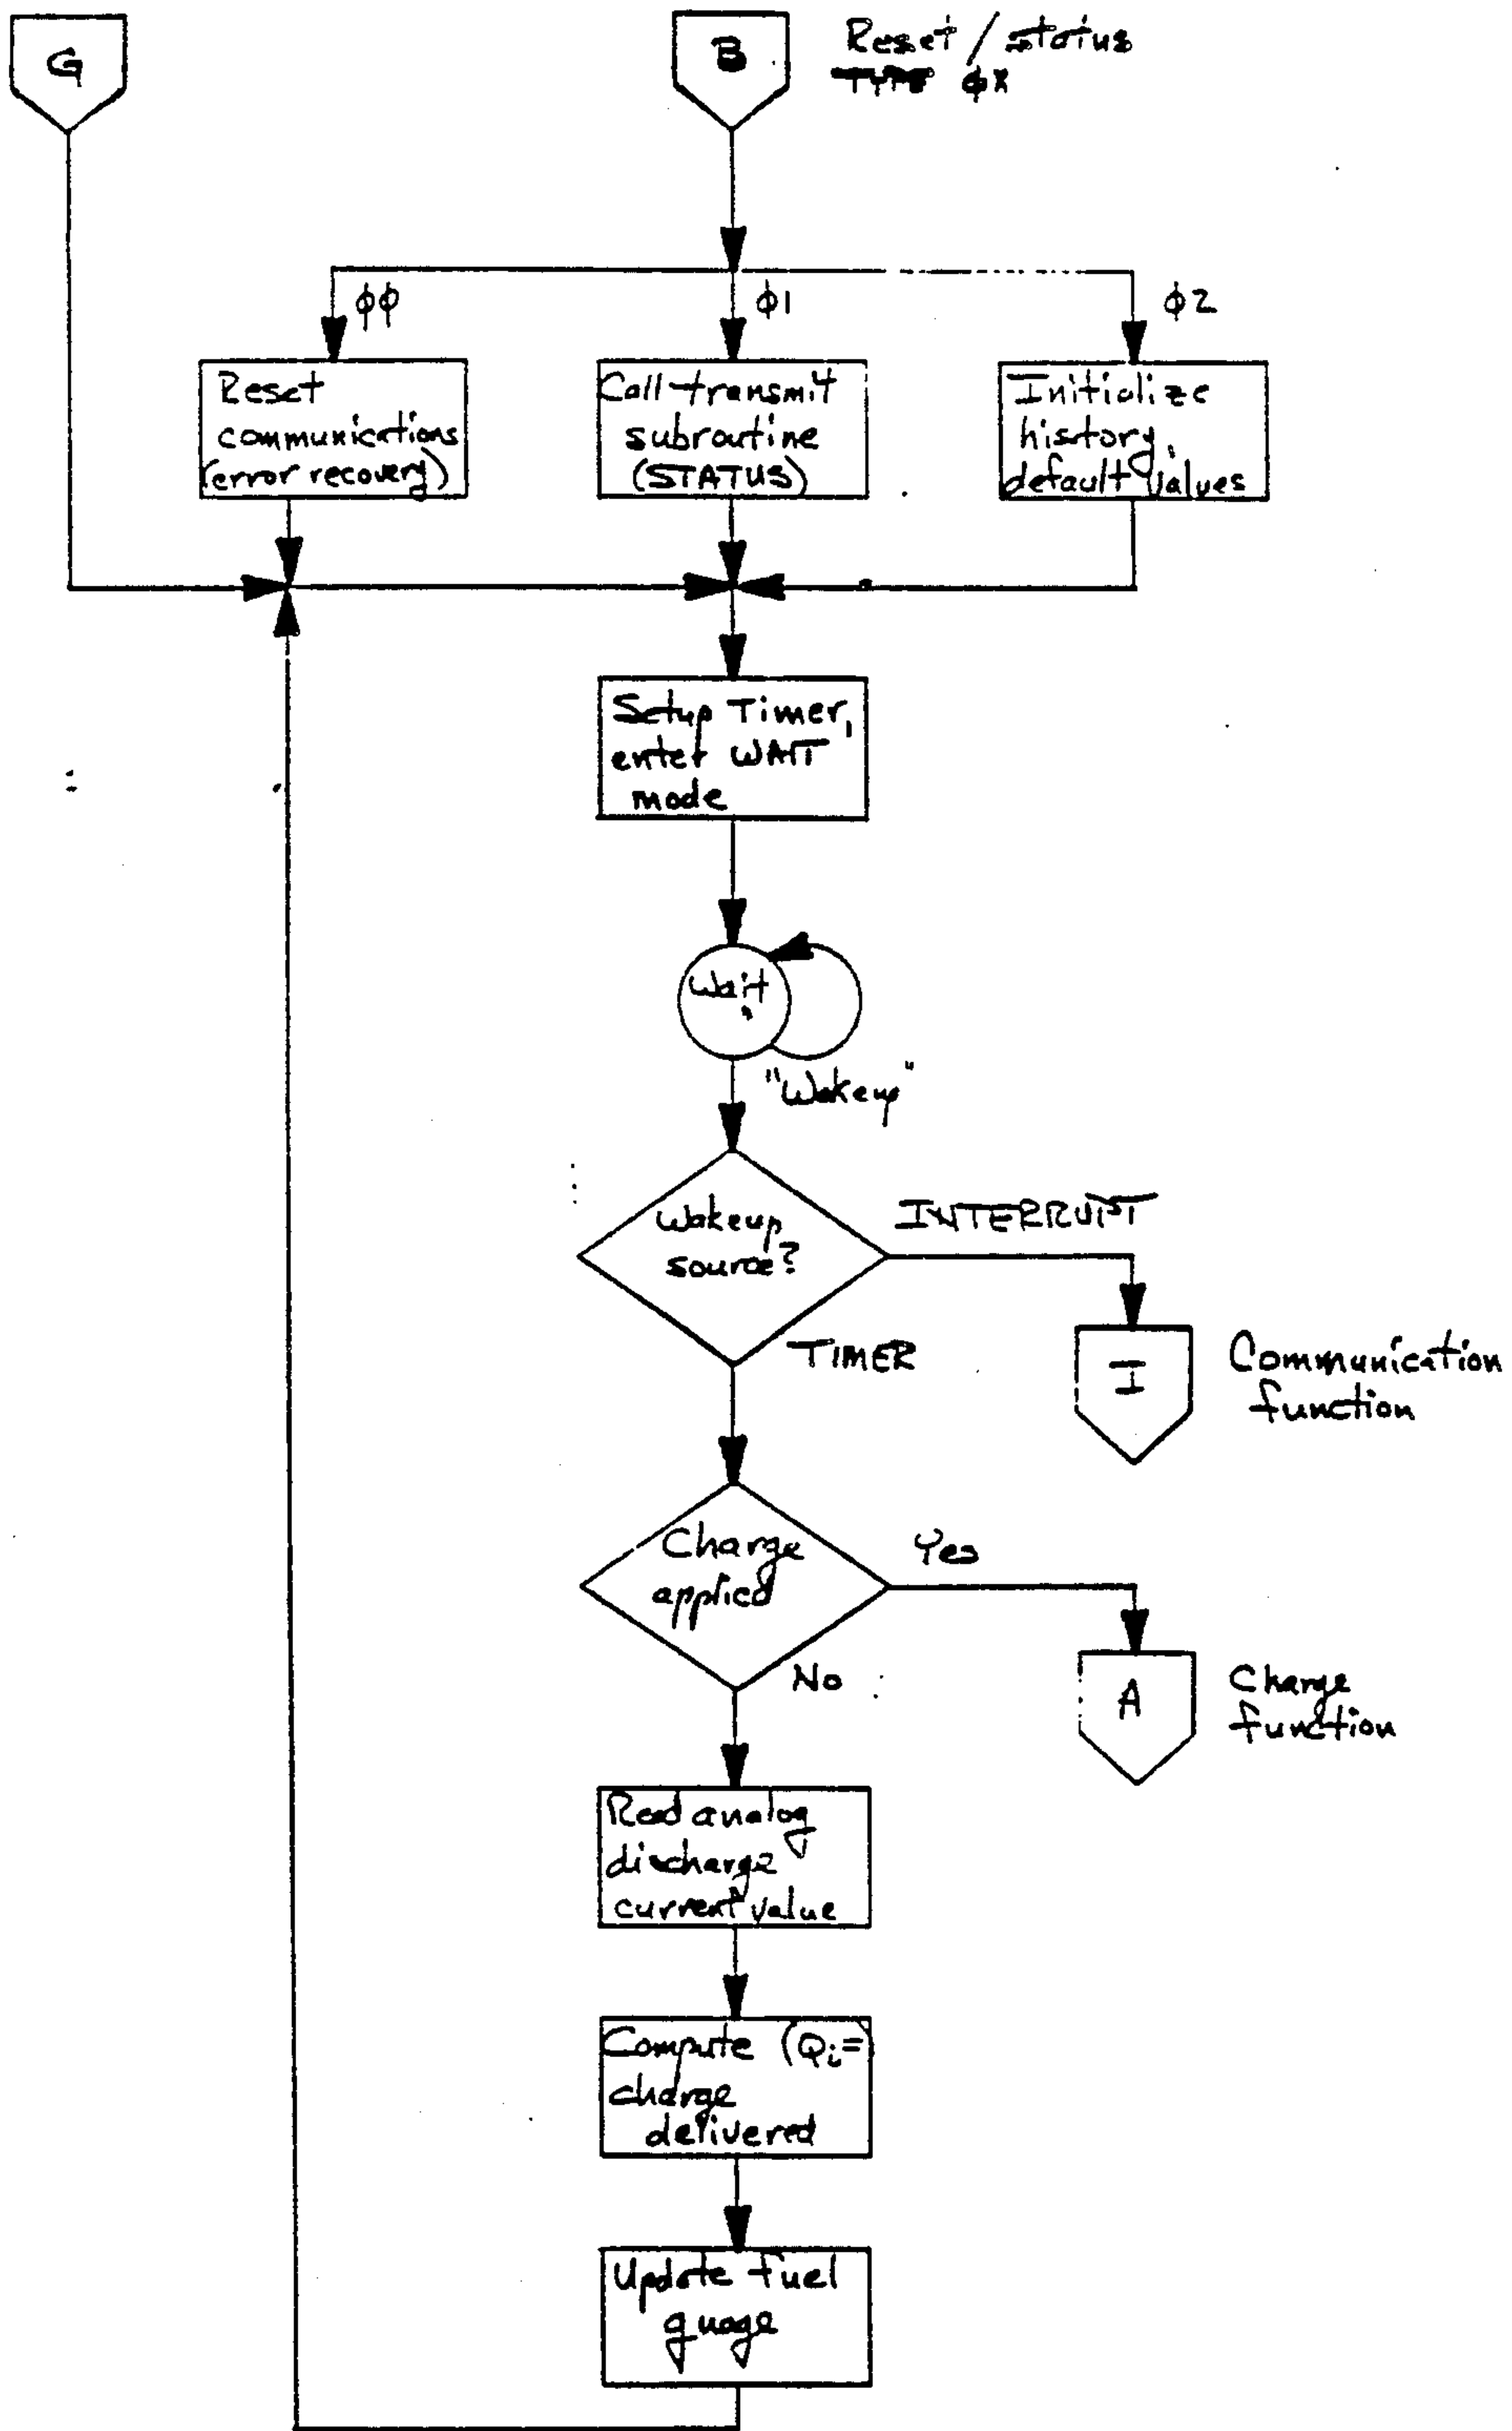 G
B
Reset / status
TYPE φX
φφ
φ1
φ2
Reset
communications
(error recovery)
Call transmit
subroutine
(STATUS)
Initialize
history,
default values
Setup Timer,
enter WAIT
mode
Wait
"Wakeup"
Wakeup
source?
INTERRUPT
TIMER
I
Communication
function
Charge
applied
Yes
No
A
Charge
function
Read analog
discharge
current value
Compute (Qi=)
charge
delivered
Update fuel
guage